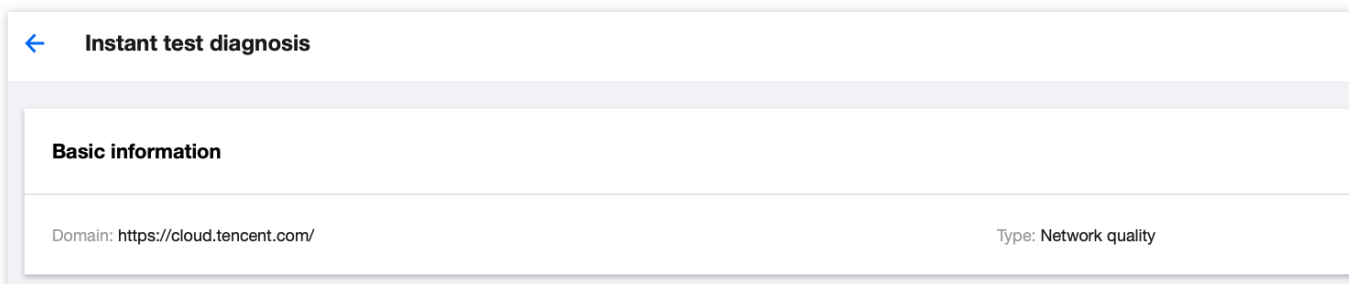 Instant test diagnosis
Basic information
Domain: https://cloud.tencent.com/ Type: Network quality